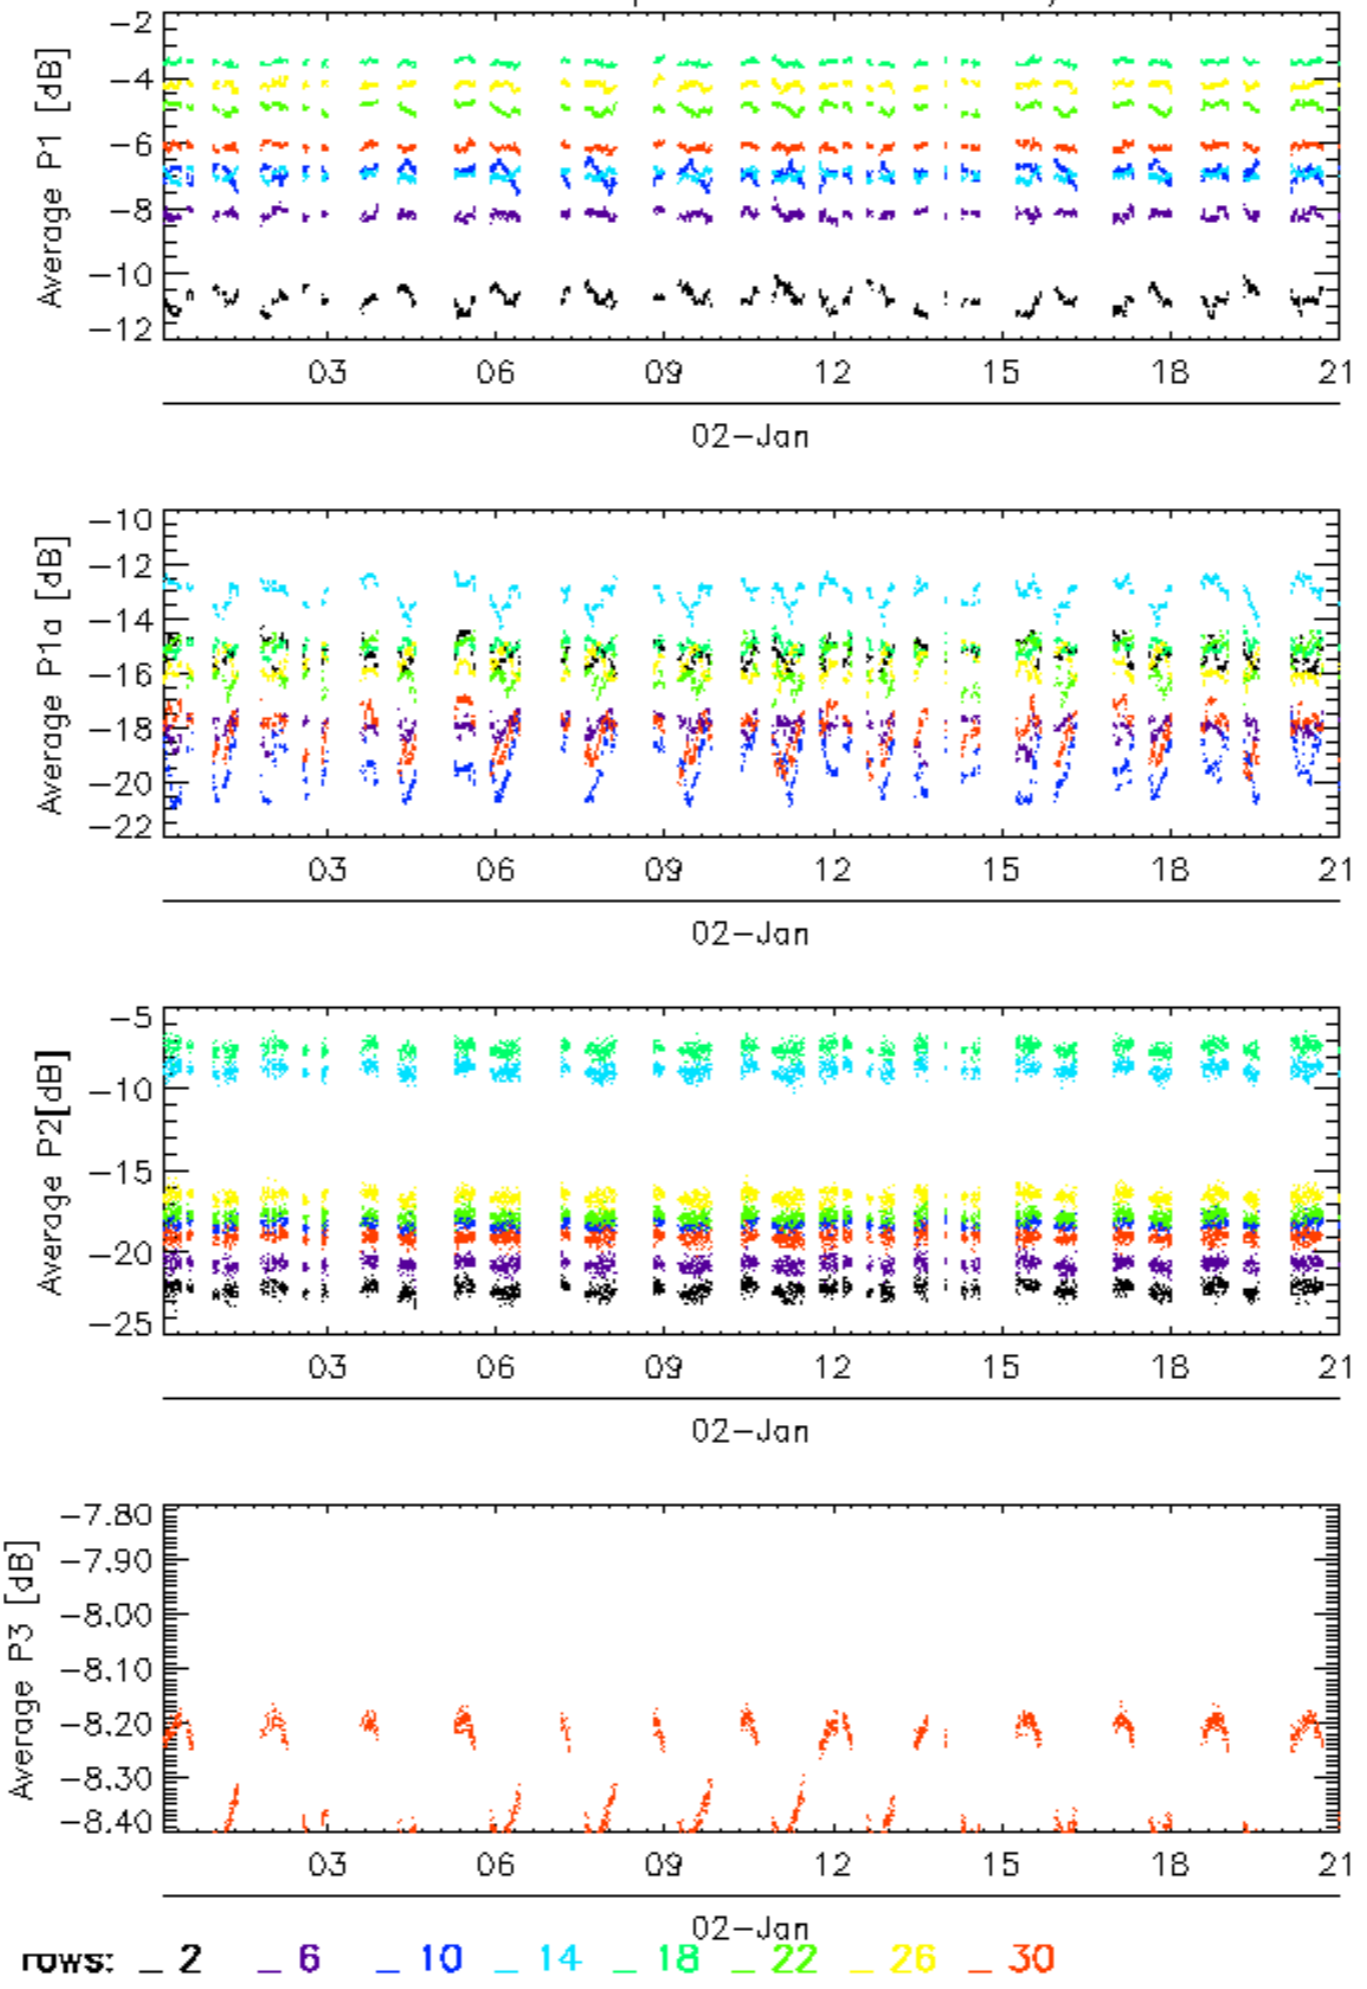 -2
-4
-6
-8
-10
-12
Average P1 [dB]
03 06 09 12 15 18 21
02-Jan
-10
-12
-14
-16
-18
-20
-22
Average P1a [dB]
03 06 09 12 15 18 21
02-Jan
-5
-10
-15
-20
-25
Average P2[dB]
03 06 09 12 15 18 21
02-Jan
-7.80
-7.90
-8.00
-8.10
-8.20
-8.30
-8.40
Average P3 [dB]
03 06 09 12 15 18 21
02-Jan
rows: _ 2 _ 6 _ 10 _ 14 _ 18 _ 22 _ 26 _ 30